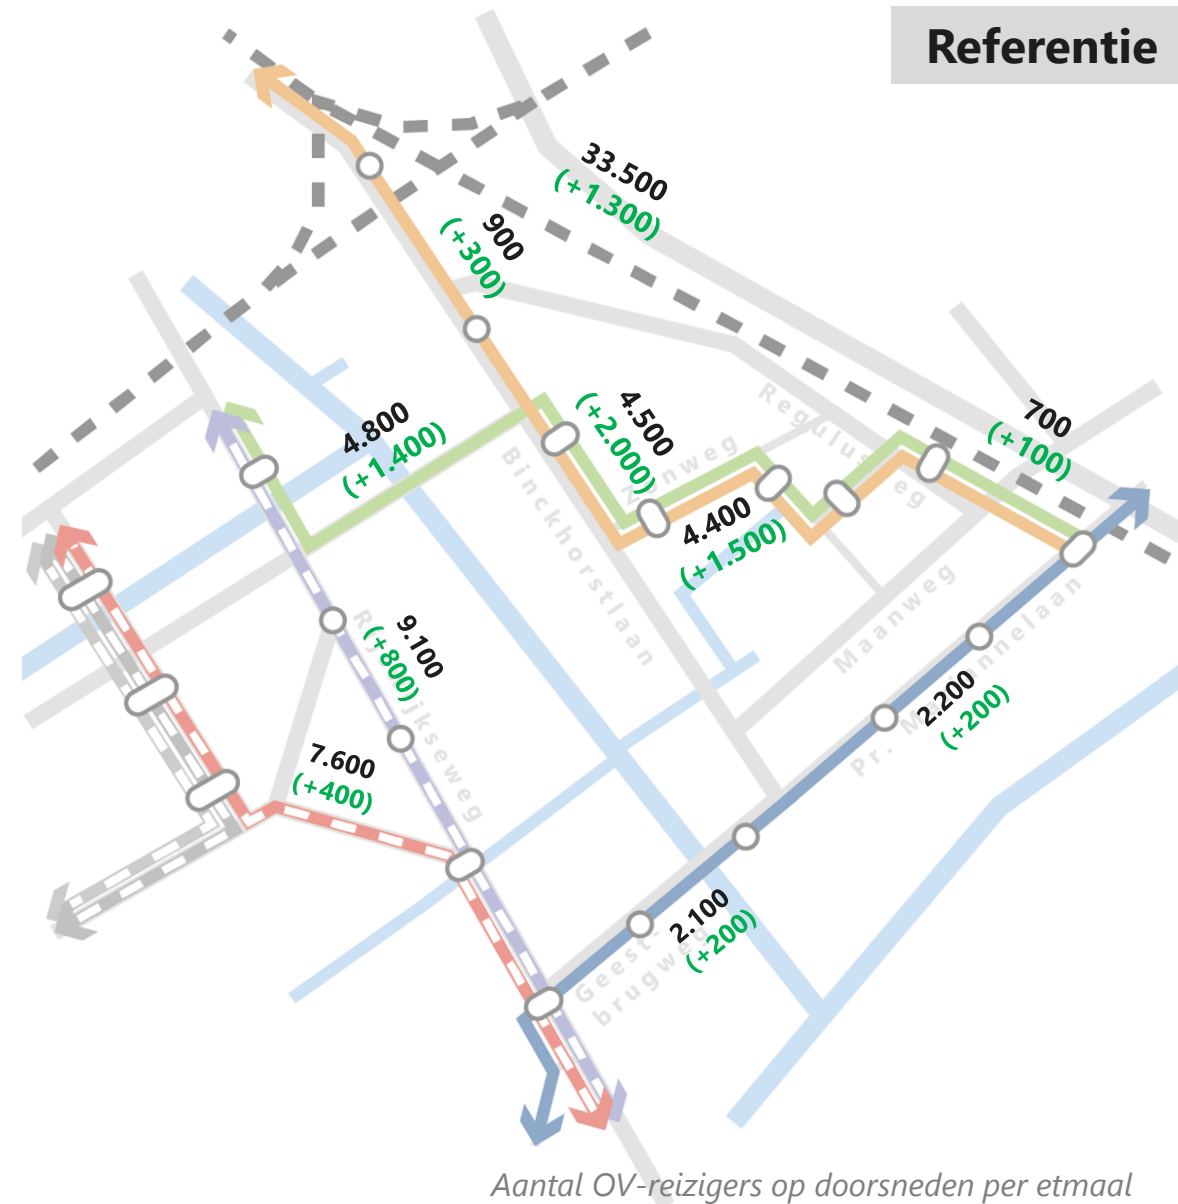 Referentie
33.500
(+1.300)
900
(+300)
Regulusweg
4.500
(+2.000)
700
(+100)
4.800
(+1.400)
Binckhorstlaan
4.400
(+1.500)
Maanweg
9.100
(+800)
Rijswijkseweg
2.200
(+200)
7.600
(+400)
2.100
(+200)
Geest-
brugweg
Aantal OV-reizigers op doorsneden per etmaal